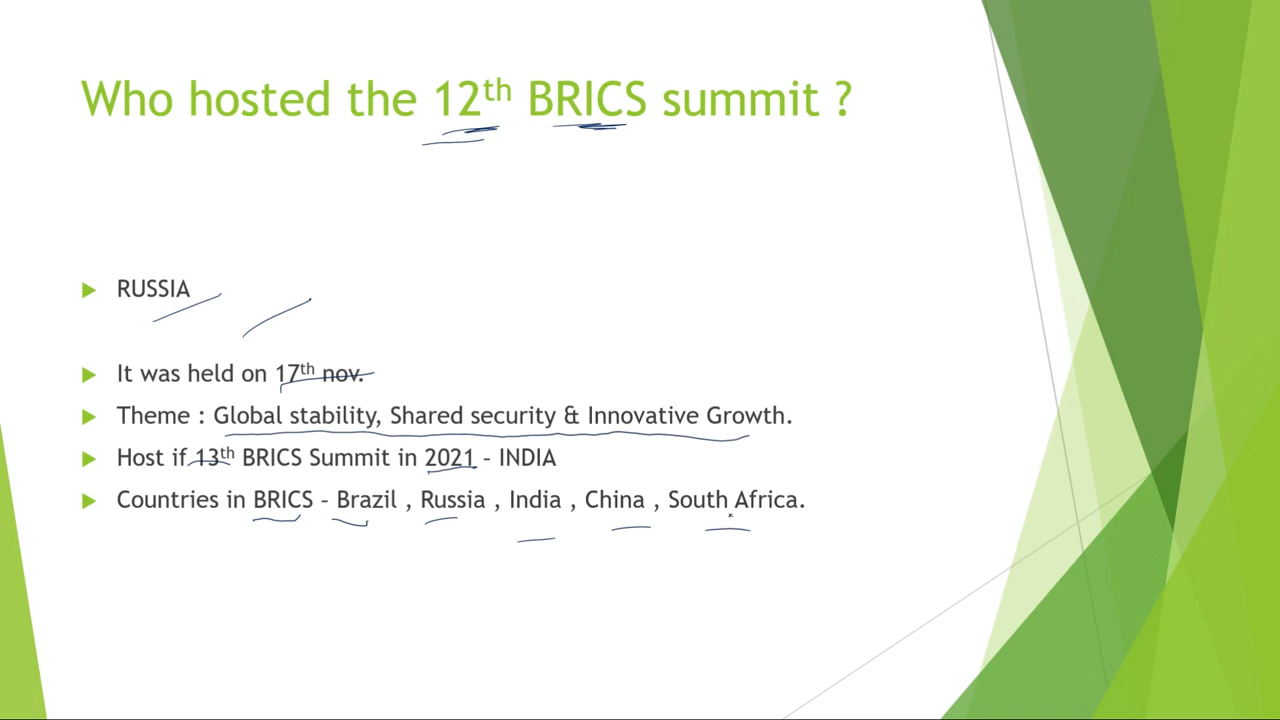 Who hosted the 12th BRICS summit ?
RUSSIA
It was held on 17th nov.
Theme : Global stability, Shared security & Innovative Growth.
Host if 13th BRICS Summit in 2021 – INDIA
Countries in BRICS – Brazil , Russia , India , China , South Africa.